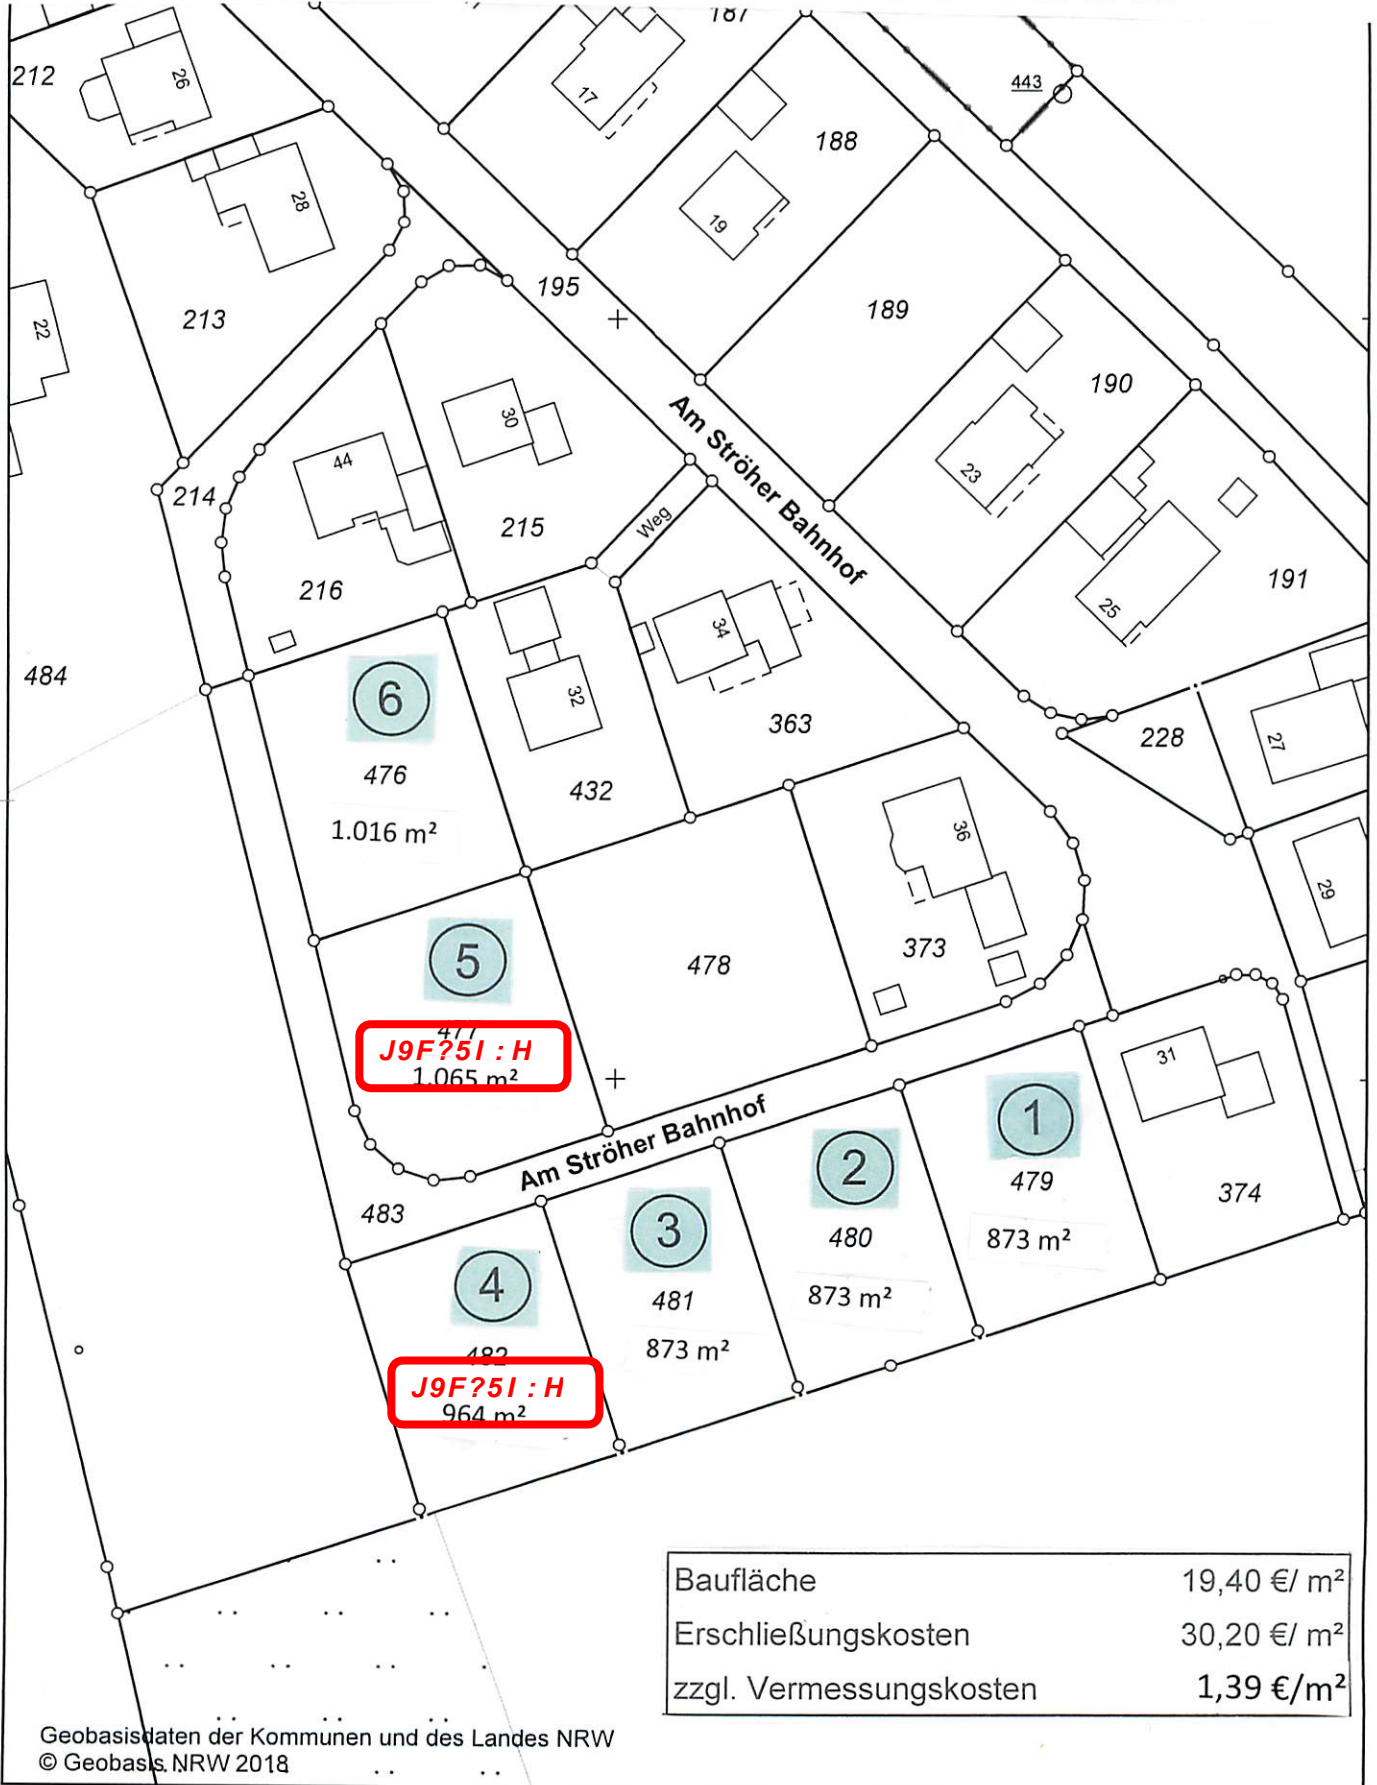 187
212
26
443
17
188
28
19
195
213
189
22
190
30
Am Ströher Bahnhof
44
23
214
215
Weg
216
191
25
34
484
6
32
363
228
27
476
432
1.016 m²
36
29
5
478
373
477
J9F?5I : H
1.065 m²
31
1
Am Ströher Bahnhof
2
479
374
483
3
480
873 m²
4
481
873 m²
482
873 m²
J9F?5I : H
964 m²
Baufläche 19,40 €/ m²
Erschließungskosten 30,20 €/ m²
zzgl. Vermessungskosten 1,39 €/m²
Geobasisdaten der Kommunen und des Landes NRW
© Geobasis NRW 2018